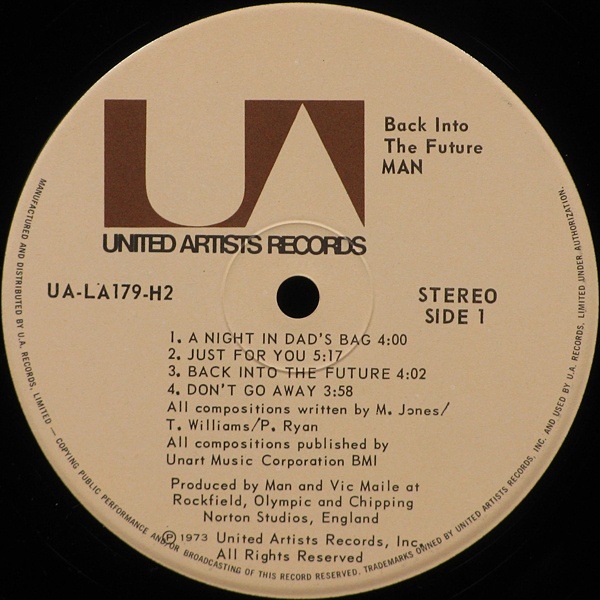 UA
Back Into
The Future
MAN
UNITED ARTISTS RECORDS
UA-LA179-H2
STEREO
SIDE 1
1. A NIGHT IN DAD'S BAG 4:00
2. JUST FOR YOU 5:17
3. BACK INTO THE FUTURE 4:02
4. DON'T GO AWAY 3:58
All compositions written by M. Jones/
T. Williams/P. Ryan
All compositions published by
Unart Music Corporation BMI
Produced by Man and Vic Maile at
Rockfield, Olympic and Chipping
Norton Studios, England
Ⓟ 1973 United Artists Records, Inc.
All Rights Reserved
MANUFACTURED AND DISTRIBUTED BY U.A. RECORDS, LIMITED — COPYING PUBLIC PERFORMANCE AND/OR BROADCASTING OF THIS RECORD RESERVED. TRADEMARKS OWNED BY UNITED ARTISTS RECORDS, INC. AND USED BY U.A. RECORDS, LIMITED UNDER AUTHORIZATION.